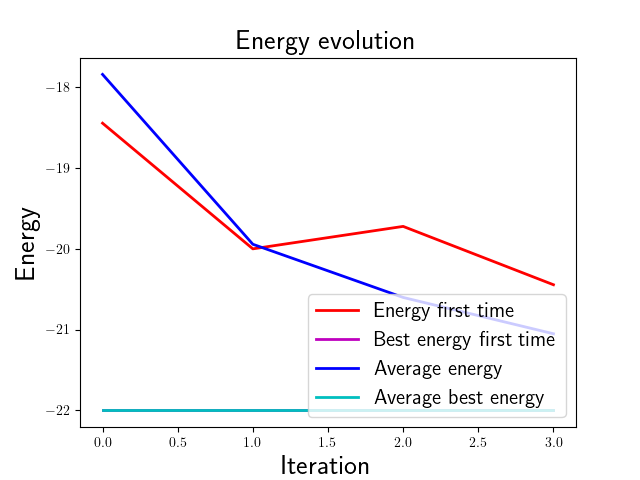 Energy evolution
Energy
−18
−19
−20
−21
−22
Energy first time
Best energy first time
Average energy
Average best energy
0.0 0.5 1.0 1.5 2.0 2.5 3.0
Iteration